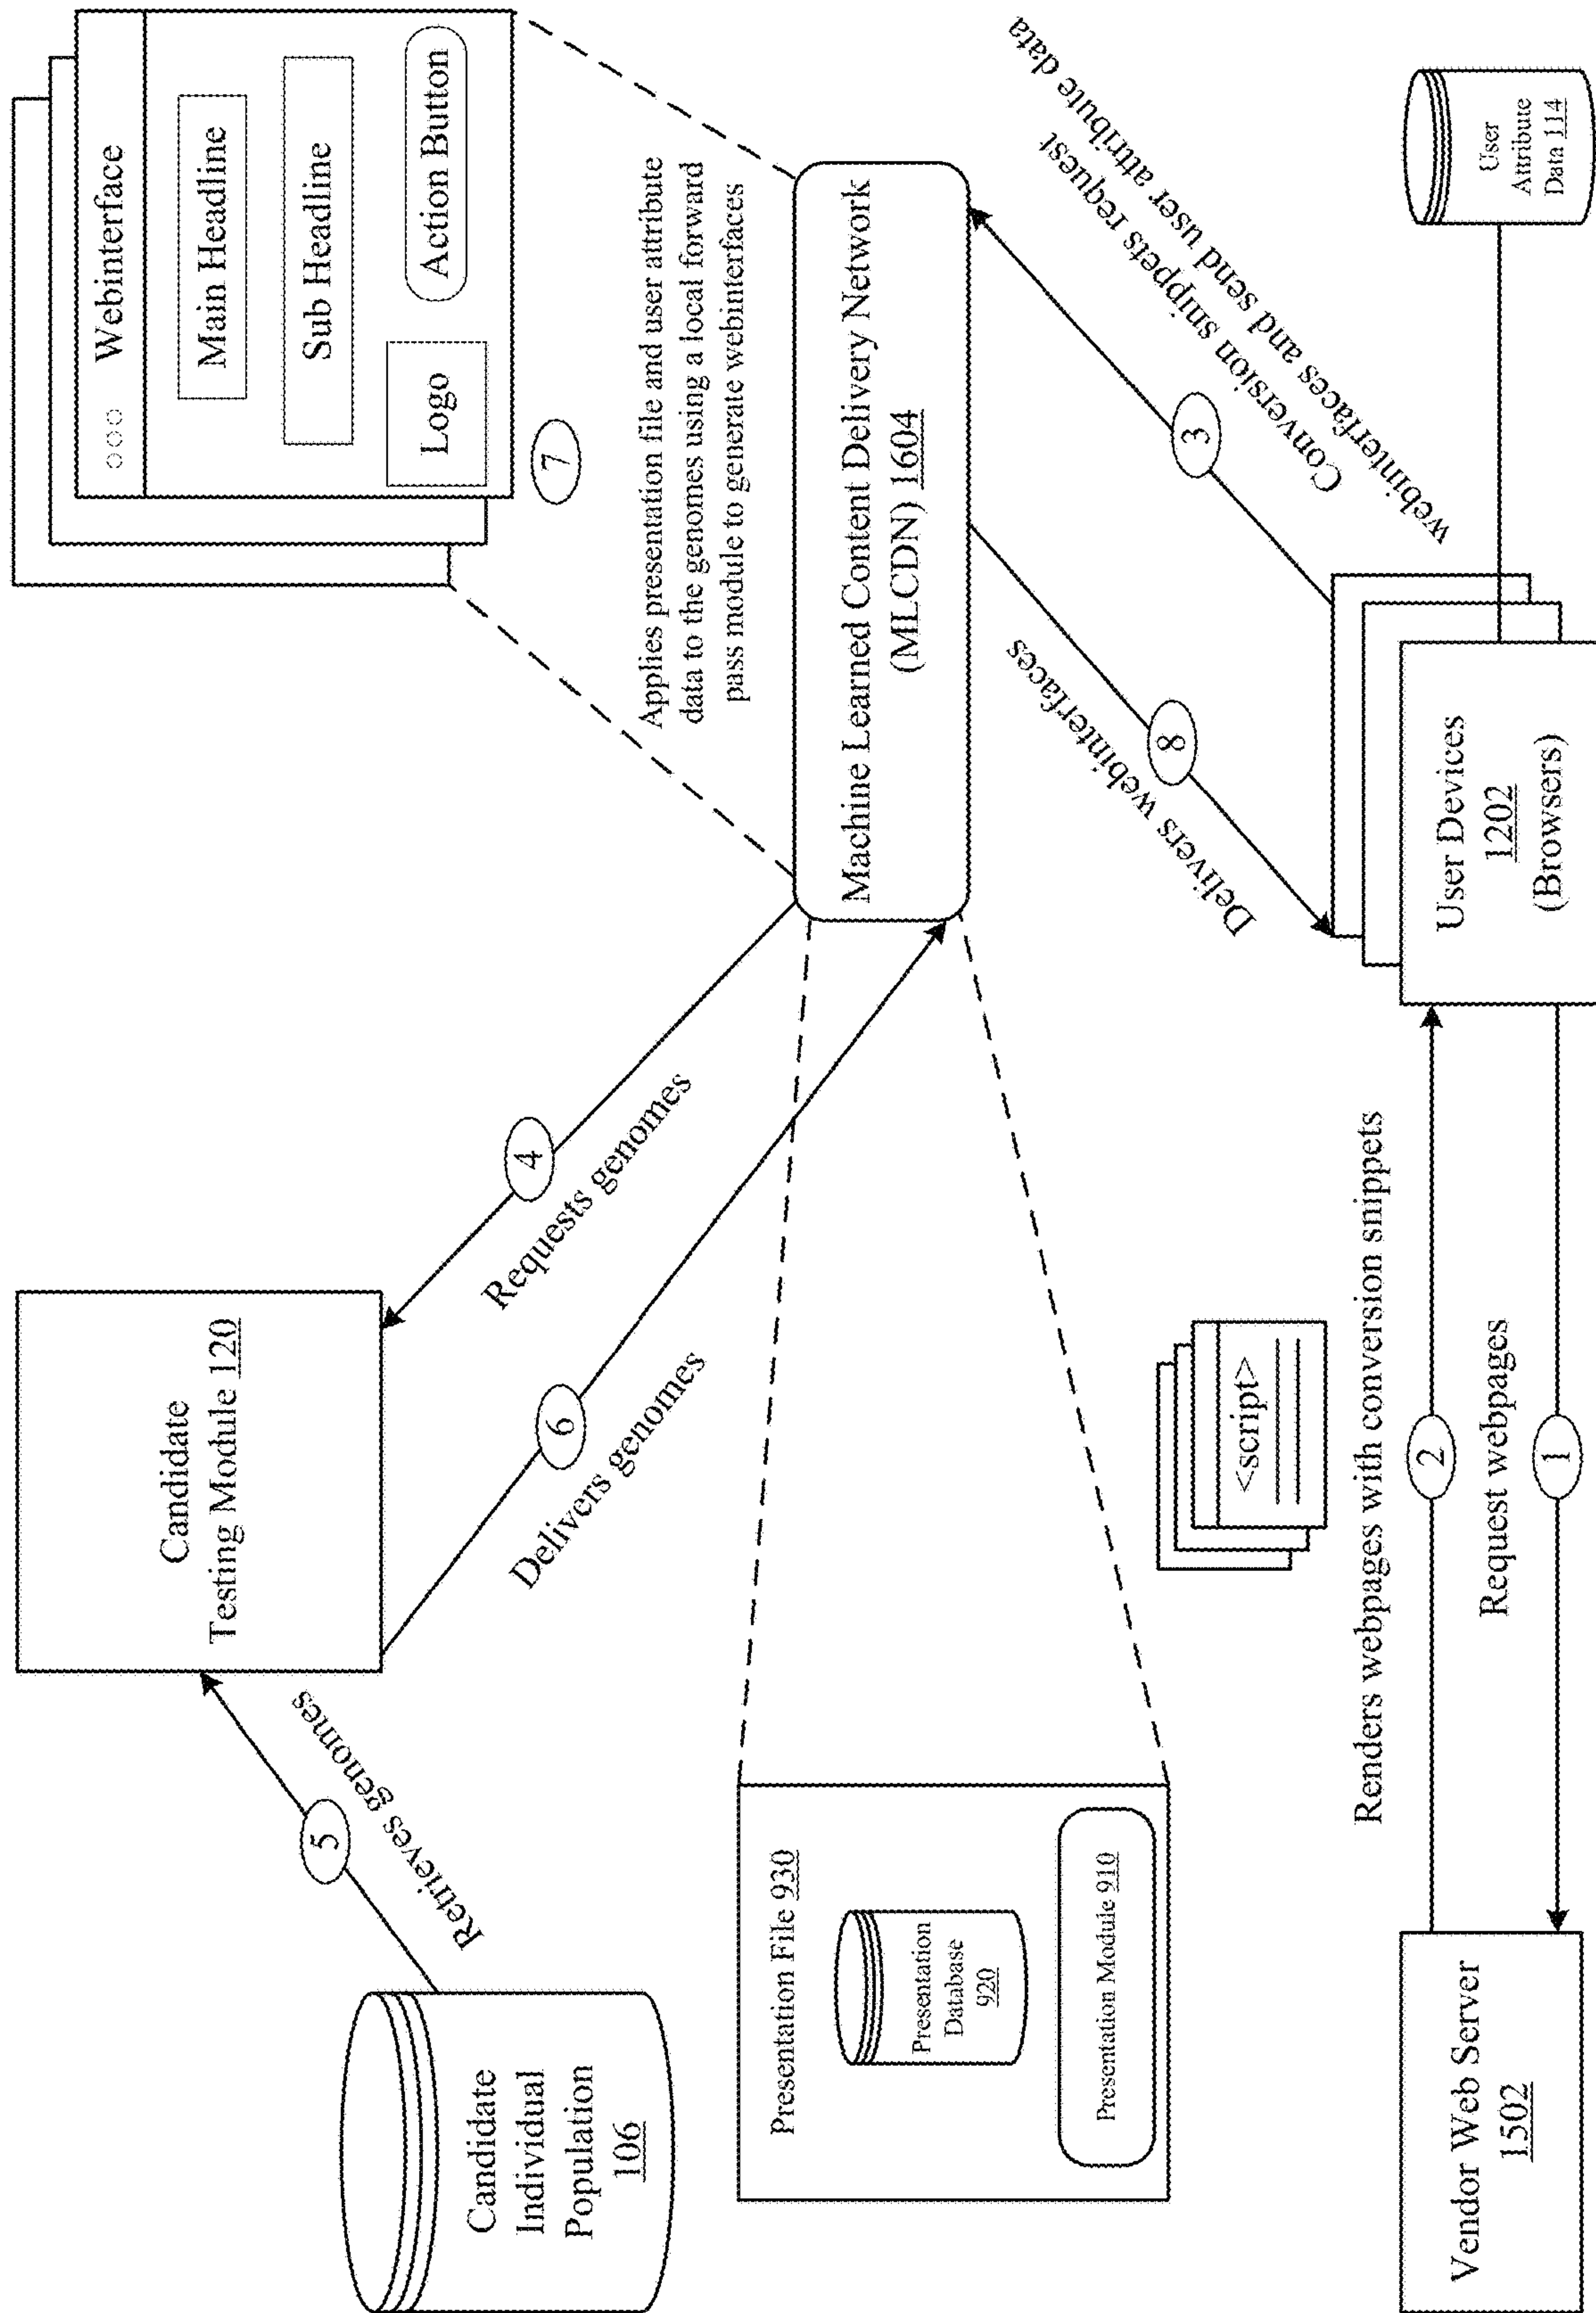 Candidate
Individual
Population
106
5
Retrieves genomes
Candidate
Testing Module 120
4
Requests genomes
6
Delivers genomes
○○○ Webinterface
Main Headline
Sub Headline
Logo
Action Button
7
Applies presentation file and user attribute
data to the genomes using a local forward
pass module to generate webinterfaces
Presentation File 930
Presentation
Database
920
Presentation Module 910
Machine Learned Content Delivery Network
(MLCDN) 1604
<script>
8
Delivers webinterfaces
3
Conversion snippets request
webinterfaces and send user attribute data
Renders webpages with conversion snippets
2
Request webpages
1
Vendor Web Server
1502
User Devices
1202
(Browsers)
User
Attribute
Data 114